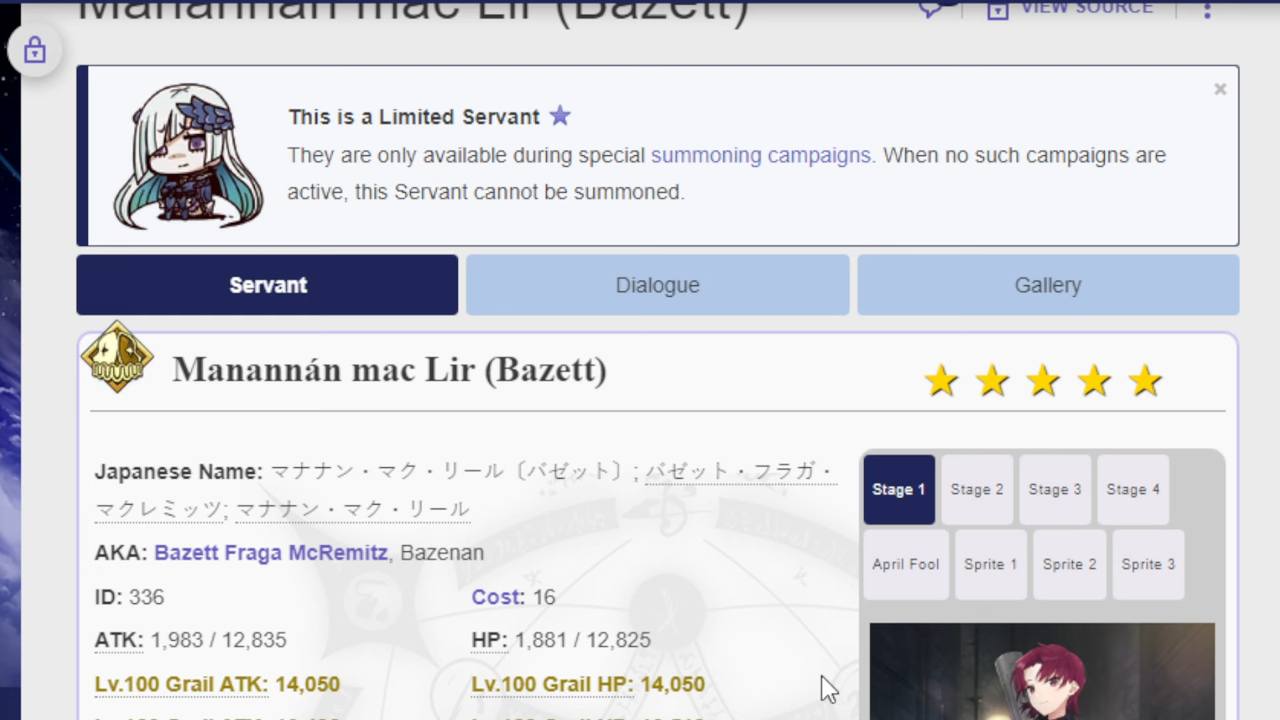 Manannán mac Lir (Bazett)
VIEW SOURCE
This is a Limited Servant
They are only available during special summoning campaigns. When no such campaigns are
active, this Servant cannot be summoned.
×
Servant
Dialogue
Gallery
Manannán mac Lir (Bazett)
Japanese Name: マナナン・マク・リール〔バゼット〕; バゼット・フラガ・
マクレミッツ; マナナン・マク・リール
AKA: Bazett Fraga McRemitz, Bazenan
ID: 336
Cost: 16
ATK: 1,983 / 12,835
HP: 1,881 / 12,825
Lv.100 Grail ATK: 14,050
Lv.100 Grail HP: 14,050
Stage 1
Stage 2
Stage 3
Stage 4
April Fool
Sprite 1
Sprite 2
Sprite 3